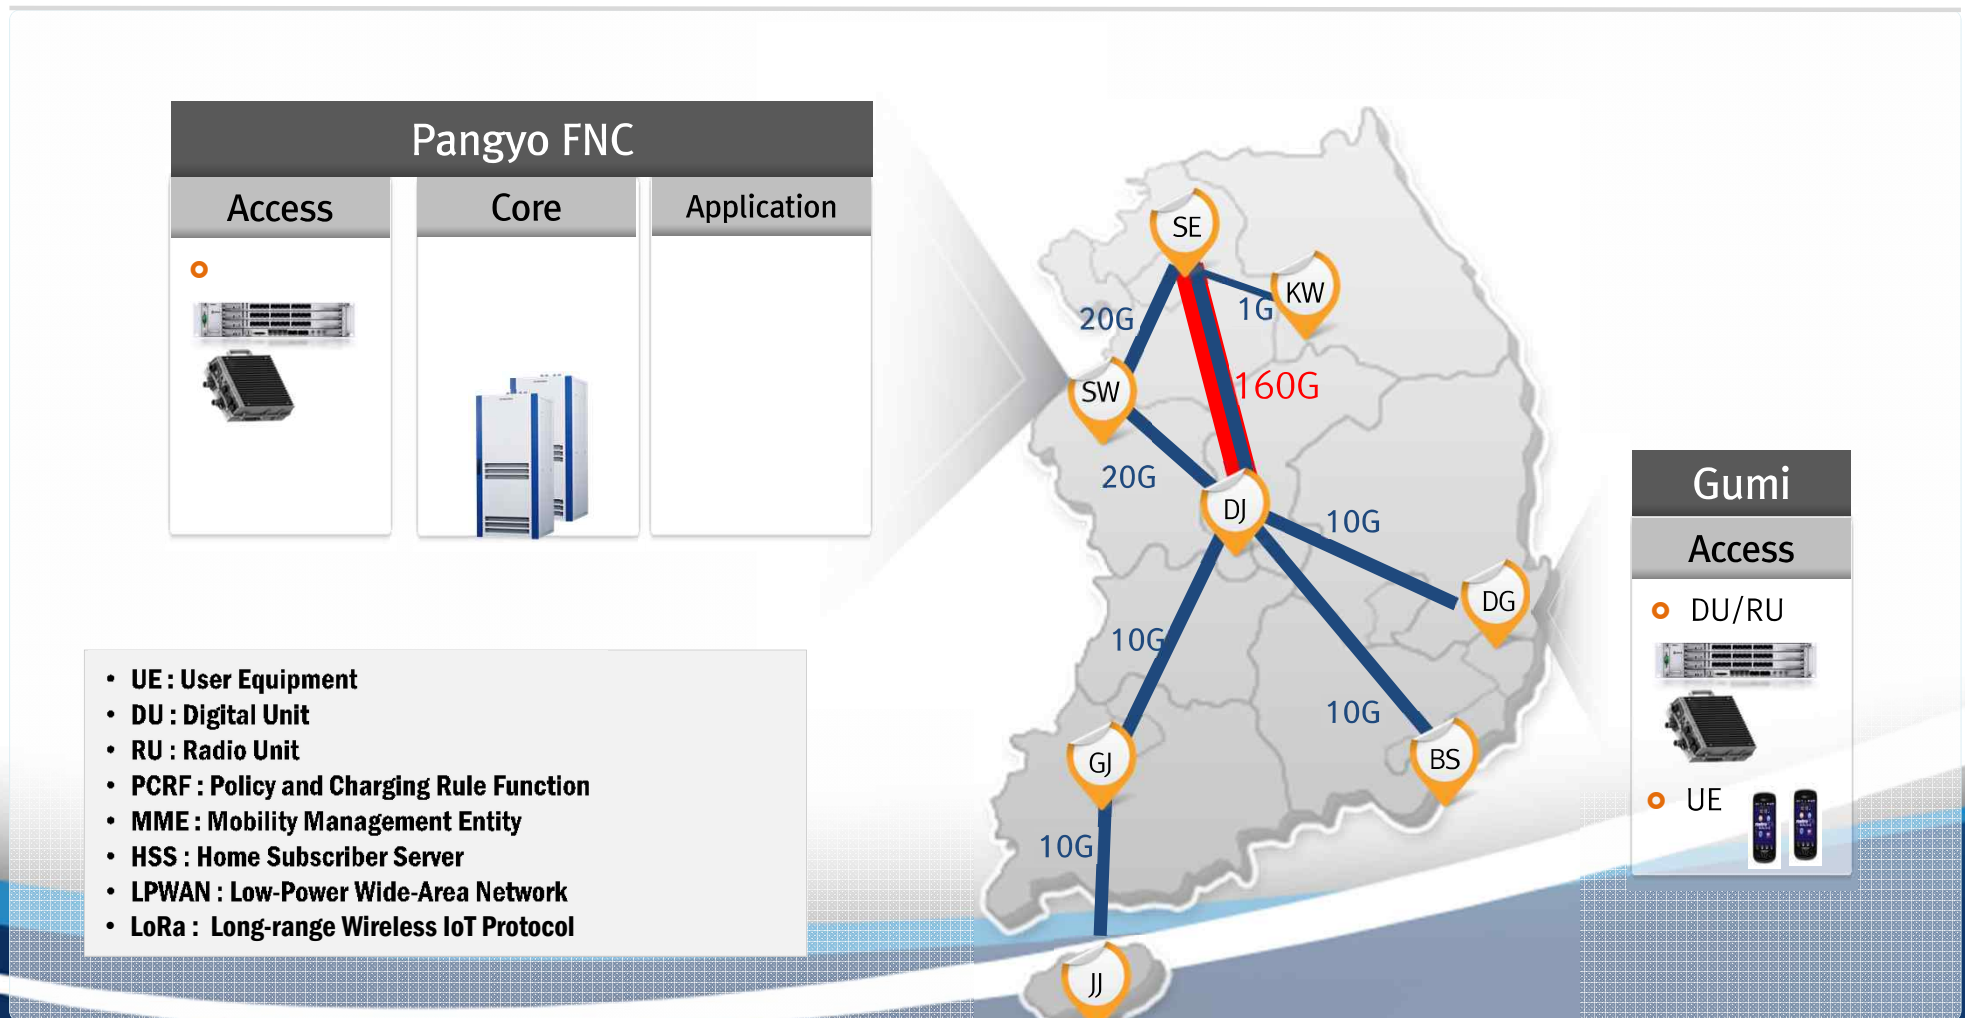 Pangyo FNC
Access
Core
Application
SE
KW
1G
20G
160G
SW
20G
DJ
10G
DG
10G
10G
GJ
BS
10G
JJ
Gumi
Access
DU/RU
UE
• UE : User Equipment
• DU : Digital Unit
• RU : Radio Unit
• PCRF : Policy and Charging Rule Function
• MME : Mobility Management Entity
• HSS : Home Subscriber Server
• LPWAN : Low-Power Wide-Area Network
• LoRa : Long-range Wireless IoT Protocol